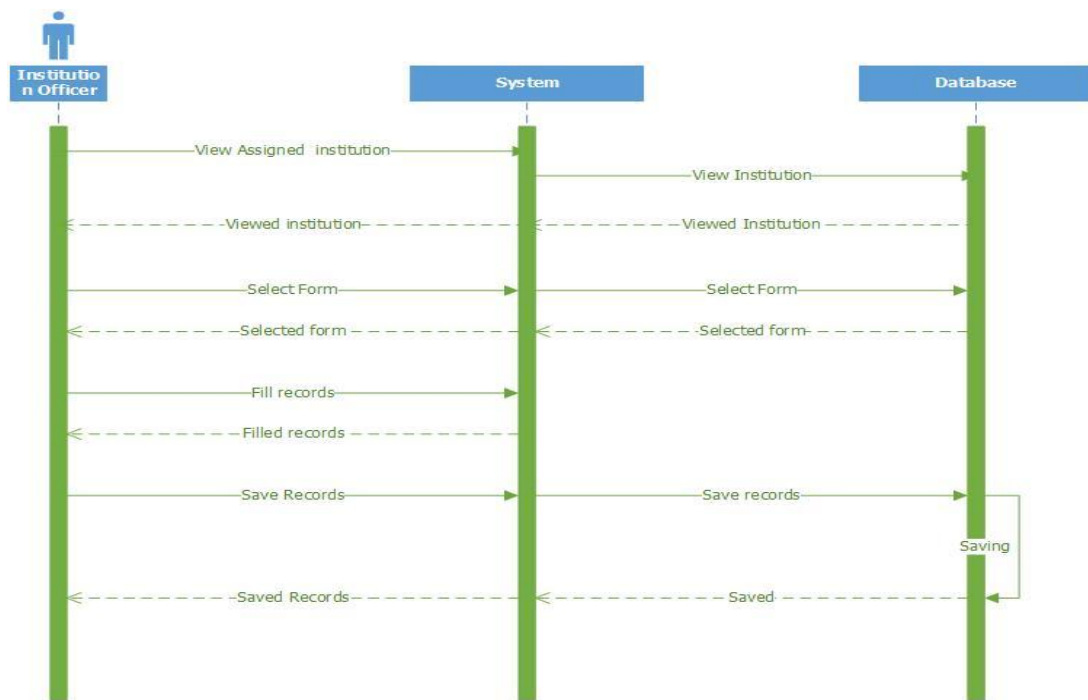 Institutio
n Officer
System
Database
View Assigned institution
View Institution
Viewed institution
Viewed Institution
Select Form
Select Form
Selected form
Selected form
Fill records
Filled records
Save Records
Save records
Saving
Saved Records
Saved